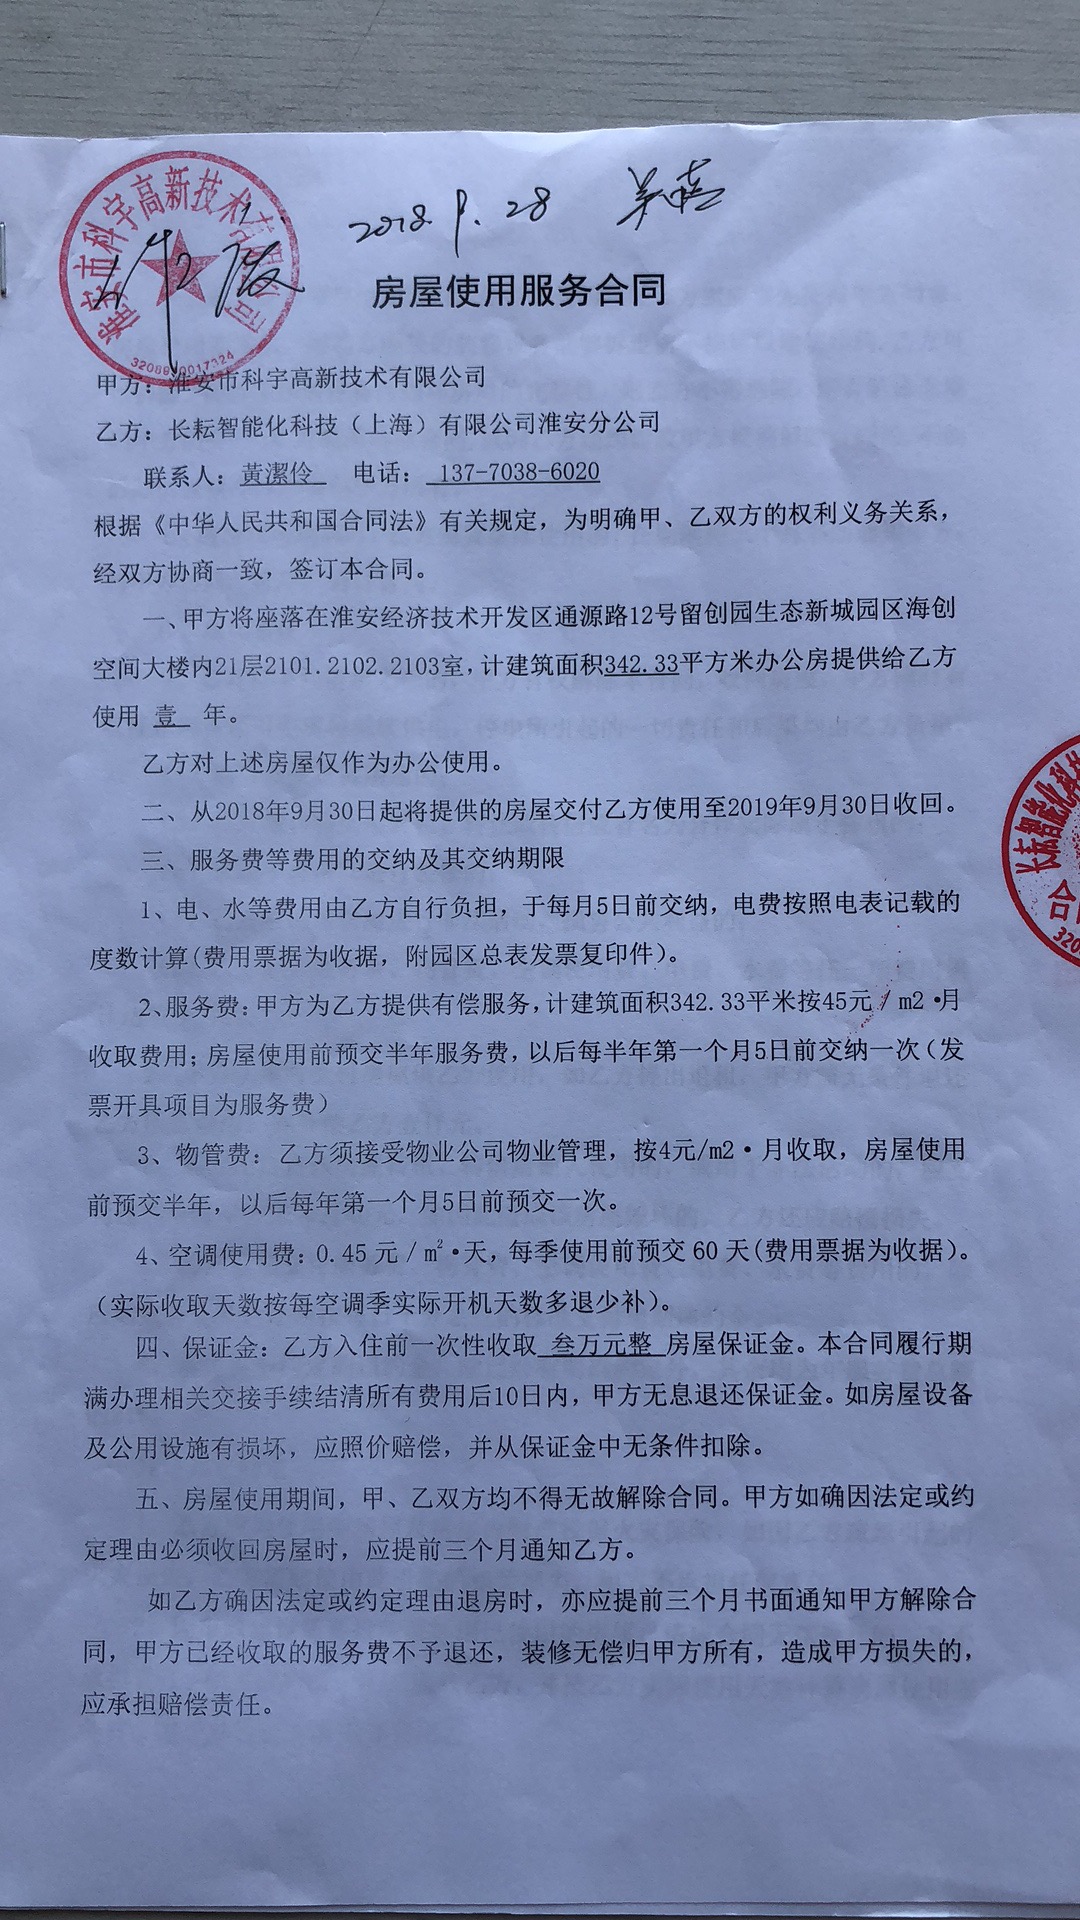 淮安市科宇高新技术有限公司
2018.9.28
房屋使用服务合同
甲方：淮安市科宇高新技术有限公司
乙方：长耘智能化科技（上海）有限公司淮安分公司
联系人：黄潔伶 电话：137-7038-6020
根据《中华人民共和国合同法》有关规定，为明确甲、乙双方的权利义务关系，
经双方协商一致，签订本合同。
一、甲方将座落在淮安经济技术开发区通源路12号留创园生态新城园区海创
空间大楼内21层2101.2102.2103室，计建筑面积342.33平方米办公房提供给乙方
使用 壹 年。
乙方对上述房屋仅作为办公使用。
二、从2018年9月30日起将提供的房屋交付乙方使用至2019年9月30日收回。
三、服务费等费用的交纳及其交纳期限
1、电、水等费用由乙方自行负担，于每月5日前交纳，电费按照电表记载的
度数计算(费用票据为收据，附园区总表发票复印件)。
2、服务费：甲方为乙方提供有偿服务，计建筑面积342.33平米按45元／m2·月
收取费用；房屋使用前预交半年服务费，以后每半年第一个月5日前交纳一次（发
票开具项目为服务费）
3、物管费：乙方须接受物业公司物业管理，按4元/m2·月收取，房屋使用
前预交半年，以后每年第一个月5日前预交一次。
4、空调使用费：0.45元／m²·天，每季使用前预交60天(费用票据为收据)。
（实际收取天数按每空调季实际开机天数多退少补）。
四、保证金：乙方入住前一次性收取 叁万元整 房屋保证金。本合同履行期
满办理相关交接手续结清所有费用后10日内，甲方无息退还保证金。如房屋设备
及公用设施有损坏，应照价赔偿，并从保证金中无条件扣除。
五、房屋使用期间，甲、乙双方均不得无故解除合同。甲方如确因法定或约
定理由必须收回房屋时，应提前三个月通知乙方。
如乙方确因法定或约定理由退房时，亦应提前三个月书面通知甲方解除合
同，甲方已经收取的服务费不予退还，装修无偿归甲方所有，造成甲方损失的，
应承担赔偿责任。
长耘智能化科技
合
320